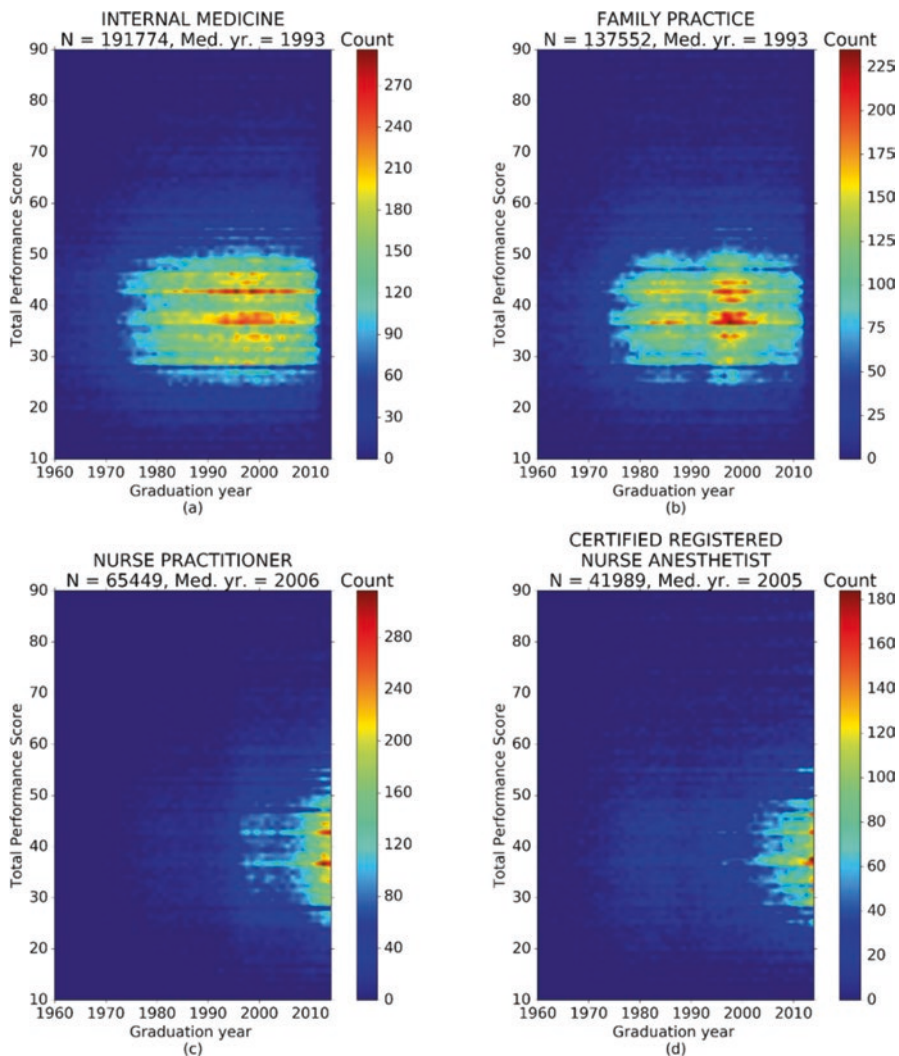 INTERNAL MEDICINE
N = 191774, Med. yr. = 1993 Count
90
80
70
60
50
40
30
20
10
Total Performance Score
1960 1970 1980 1990 2000 2010
Graduation year
(a)
270
240
210
180
150
120
90
60
30
0
FAMILY PRACTICE
N = 137552, Med. yr. = 1993 Count
90
80
70
60
50
40
30
20
10
Total Performance Score
1960 1970 1980 1990 2000 2010
Graduation year
(b)
225
200
175
150
125
100
75
50
25
0
NURSE PRACTITIONER
N = 65449, Med. yr. = 2006 Count
90
80
70
60
50
40
30
20
10
Total Performance Score
1960 1970 1980 1990 2000 2010
Graduation year
(c)
280
240
200
160
120
80
40
0
CERTIFIED REGISTERED
NURSE ANESTHETIST
N = 41989, Med. yr. = 2005 Count
90
80
70
60
50
40
30
20
10
Total Performance Score
1960 1970 1980 1990 2000 2010
Graduation year
(d)
180
160
140
120
100
80
60
40
20
0